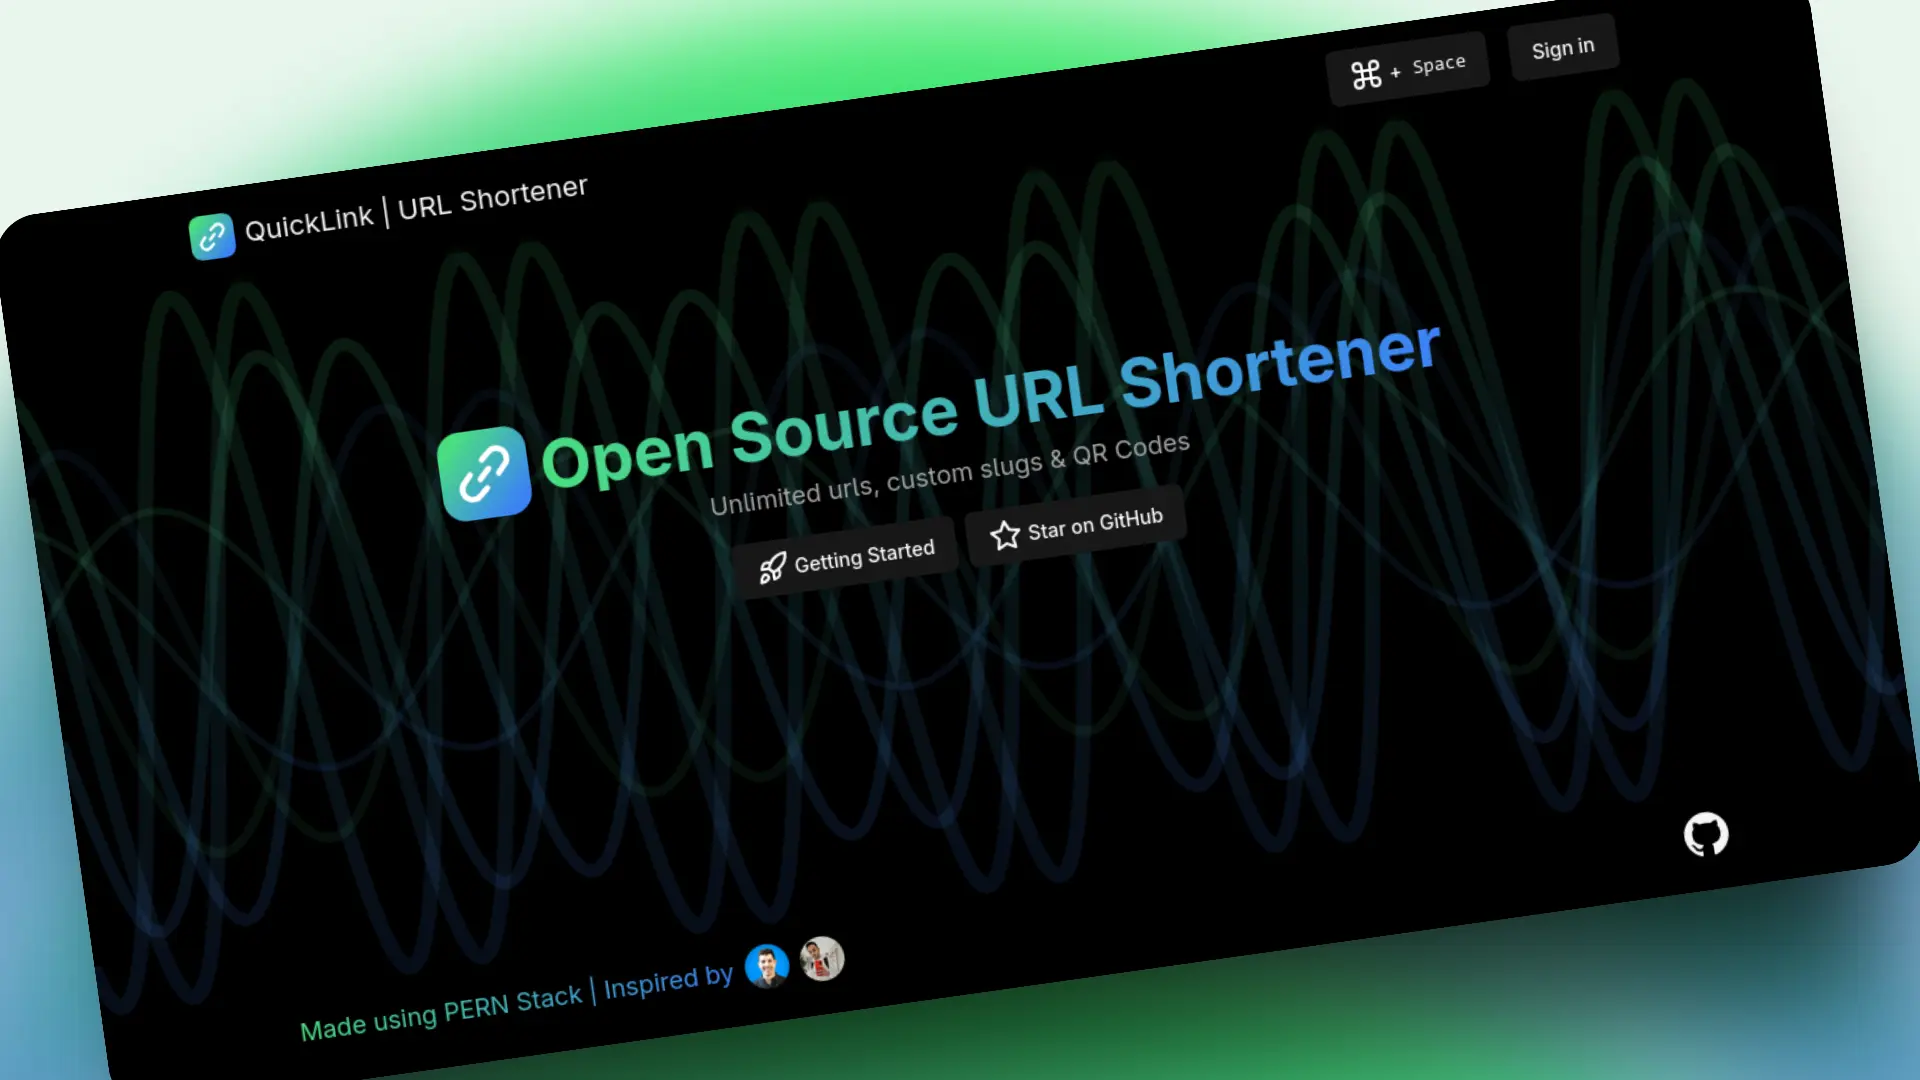 ⌘ + Space
Sign in
QuickLink | URL Shortener
Open Source URL Shortener
Unlimited urls, custom slugs & QR Codes
Getting Started
Star on GitHub
Made using PERN Stack | Inspired by